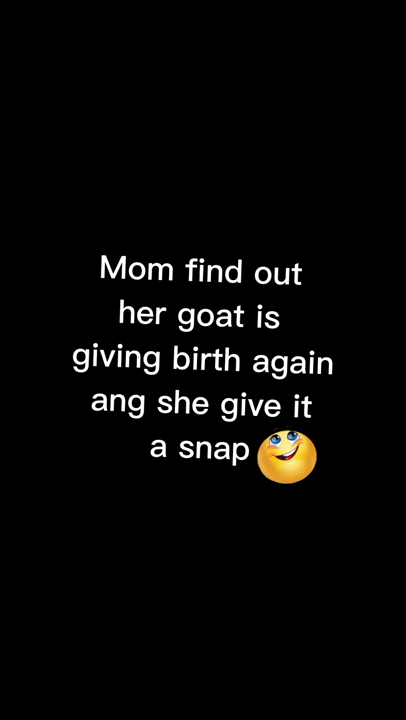 Mom find out
her goat is
giving birth again
ang she give it
a snap